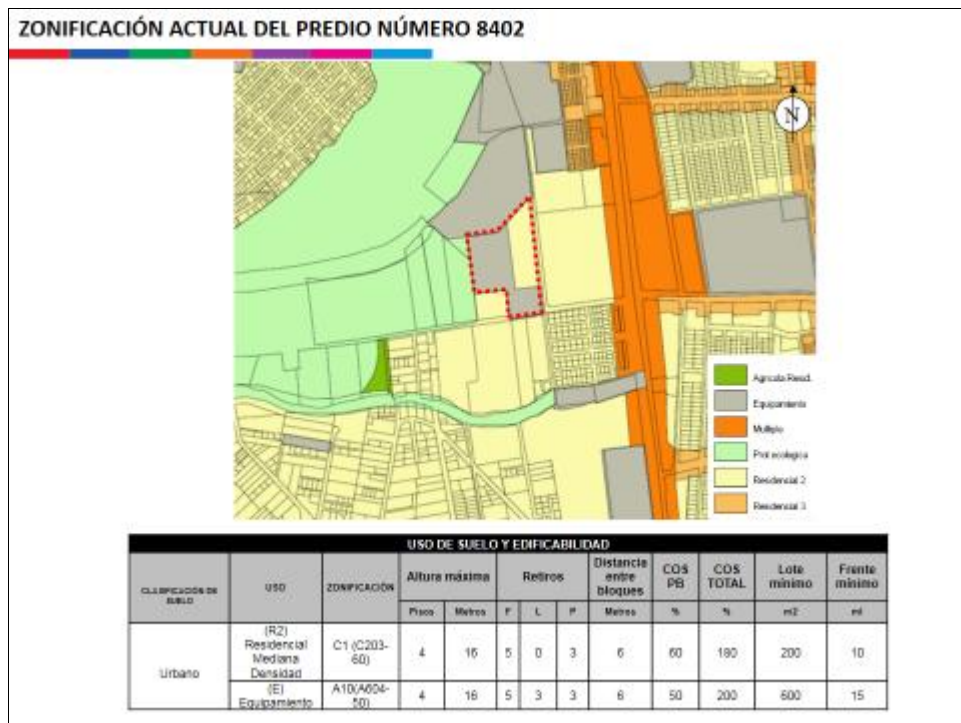 ZONIFICACIÓN ACTUAL DEL PREDIO NÚMERO 8402
N
Agricola Resid.
Equipamiento
Multiple
Prot ecologica
Residencial 2
Residencial 3
USO DE SUELO Y EDIFICABILIDAD
CLASIFICACIÓN DE SUELO USO ZONIFICACIÓN Altura máxima Retiros Distancia entre bloques COS PB COS TOTAL Lote mínimo Frente mínimo
Pisos Metros F L P Metros % % m2 ml
Urbano (R2) Residencial Mediana Densidad C1 (C203-60) 4 16 5 0 3 6 60 180 200 10
(E) Equipamiento A10(A604-50) 4 16 5 3 3 6 50 200 600 15